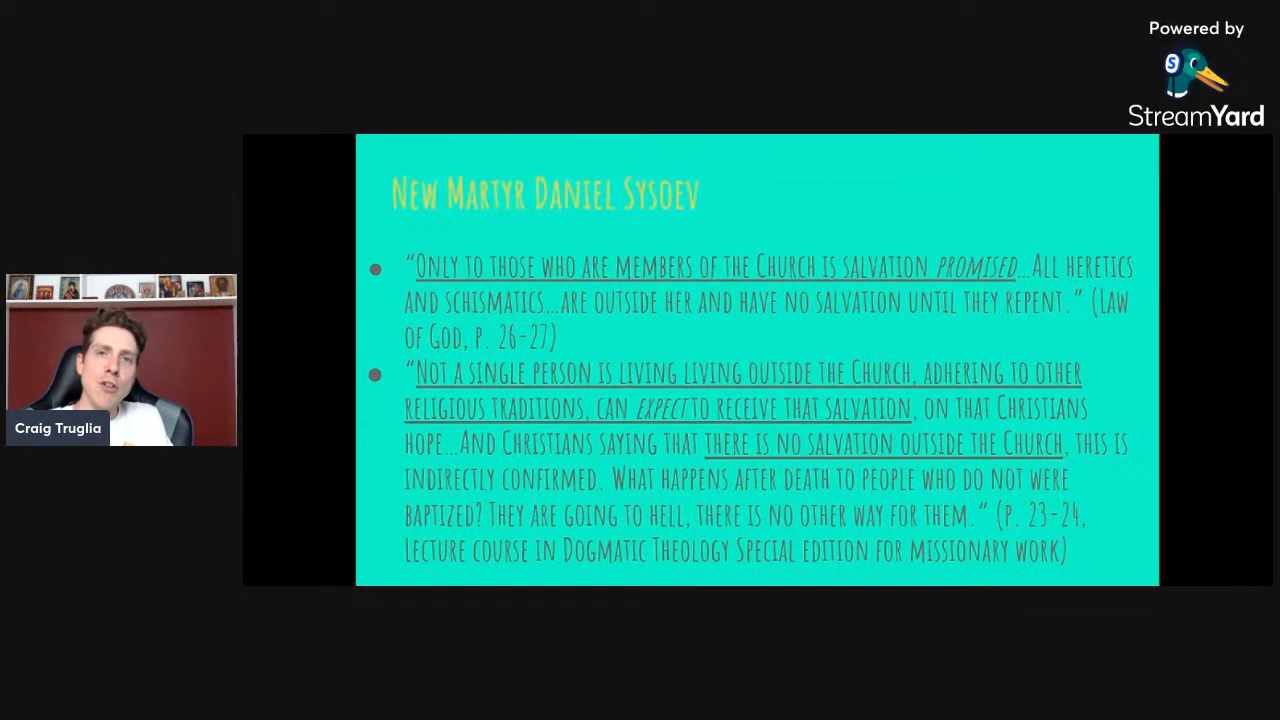 Powered by
StreamYard
NEW MARTYR DANIEL SYSOEV
● “ONLY TO THOSE WHO ARE MEMBERS OF THE CHURCH IS SALVATION PROMISED…ALL HERETICS
AND SCHISMATICS…ARE OUTSIDE HER AND HAVE NO SALVATION UNTIL THEY REPENT.” (LAW
OF GOD, P. 26-27)
● “NOT A SINGLE PERSON IS LIVING LIVING OUTSIDE THE CHURCH, ADHERING TO OTHER
RELIGIOUS TRADITIONS, CAN EXPECT TO RECEIVE THAT SALVATION, ON THAT CHRISTIANS
HOPE…AND CHRISTIANS SAYING THAT THERE IS NO SALVATION OUTSIDE THE CHURCH, THIS IS
INDIRECTLY CONFIRMED. WHAT HAPPENS AFTER DEATH TO PEOPLE WHO DO NOT WERE
BAPTIZED? THEY ARE GOING TO HELL, THERE IS NO OTHER WAY FOR THEM.” (P. 23-24,
LECTURE COURSE IN DOGMATIC THEOLOGY SPECIAL EDITION FOR MISSIONARY WORK)
Craig Truglia